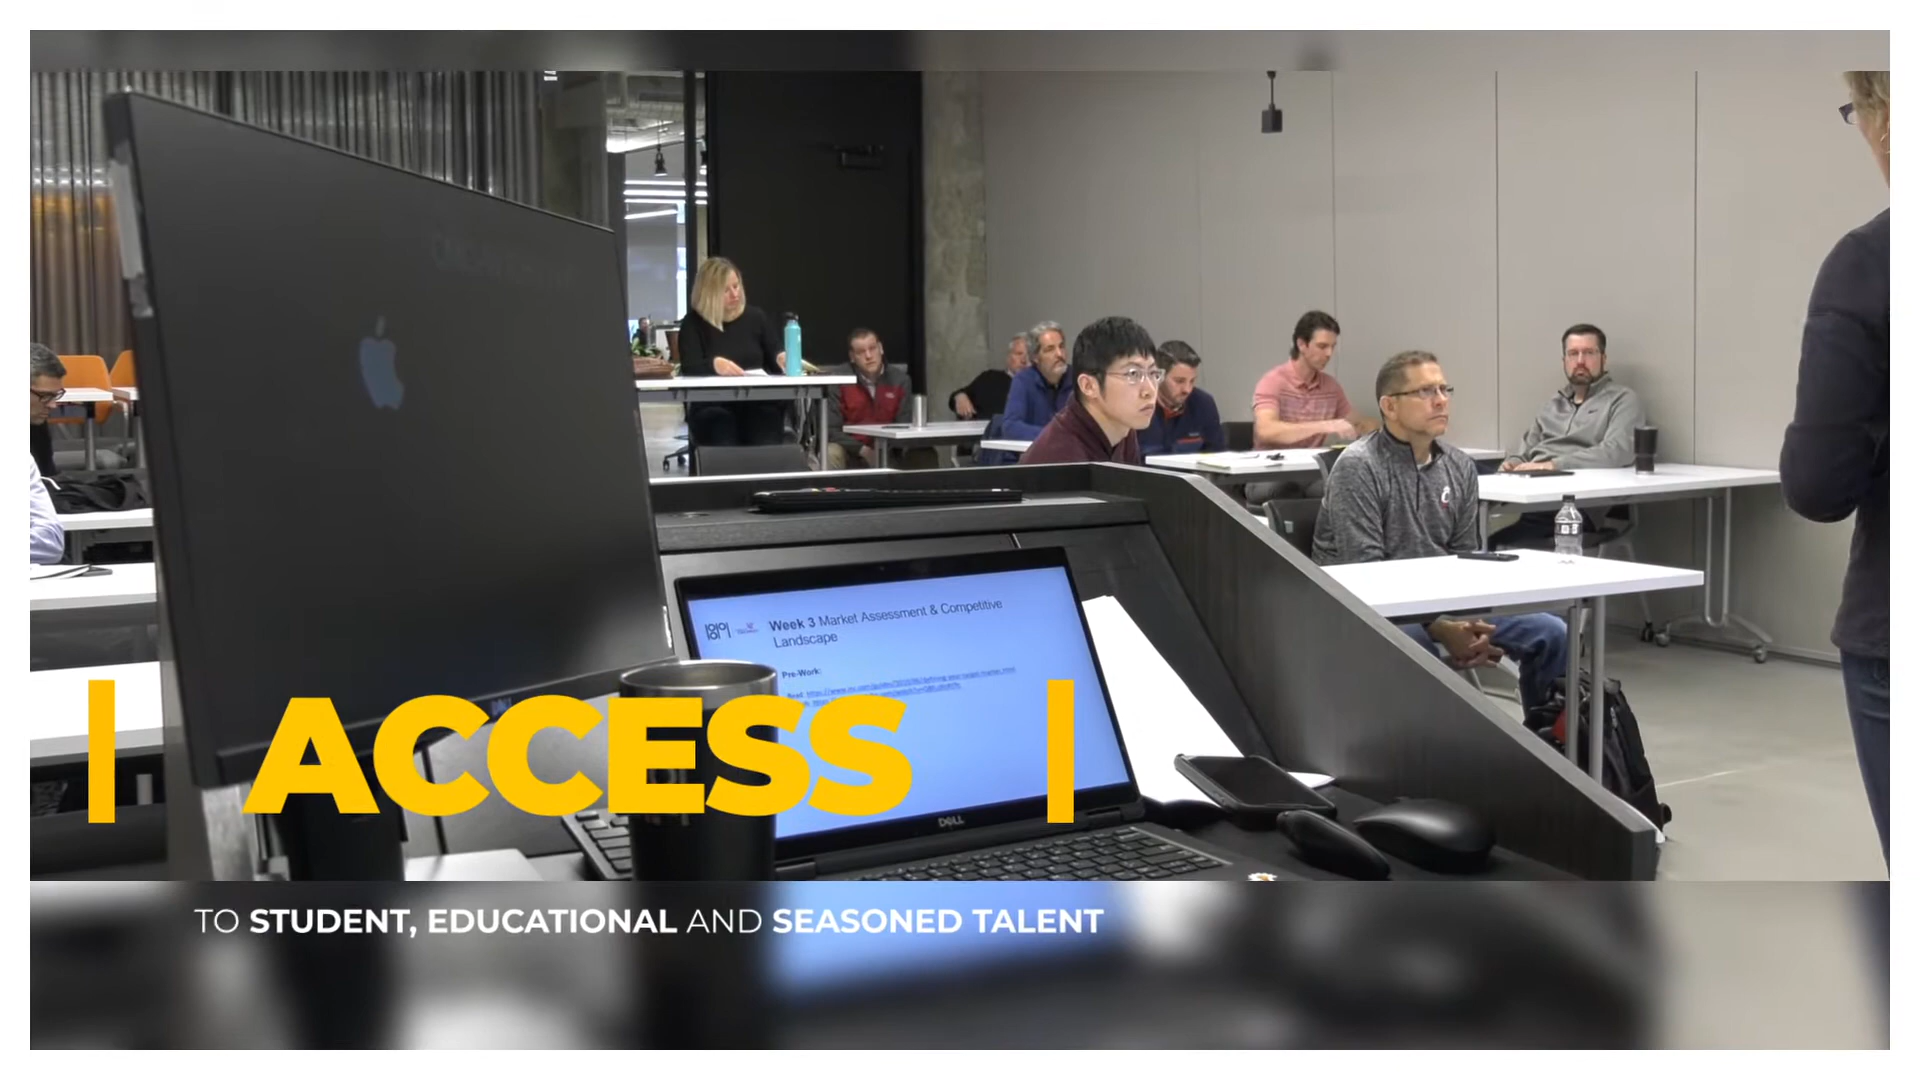 Week 3 Market Assessment & Competitive
Landscape
Pre-Work:
DELL
ACCESS
TO STUDENT, EDUCATIONAL AND SEASONED TALENT